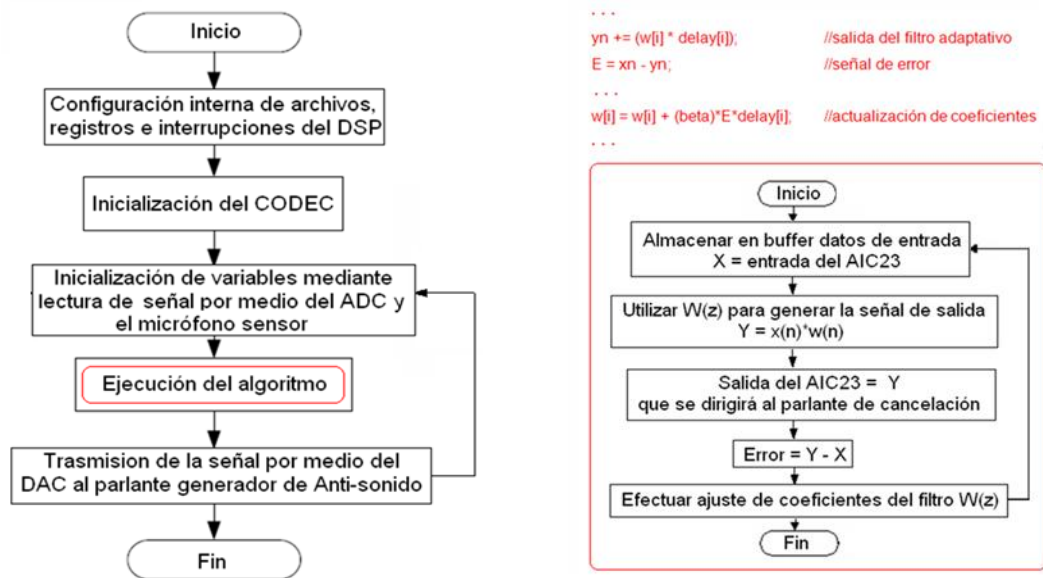 Inicio
Configuración interna de archivos,
registros e interrupciones del DSP
Inicialización del CODEC
Inicialización de variables mediante
lectura de señal por medio del ADC y
el micrófono sensor
Ejecución del algoritmo
Trasmision de la señal por medio del
DAC al parlante generador de Anti-sonido
Fin
. . .
yn += (w[i] * delay[i]); //salida del filtro adaptativo
E = xn - yn; //señal de error
. . .
w[i] = w[i] + (beta)*E*delay[i]; //actualización de coeficientes
. . .
Inicio
Almacenar en buffer datos de entrada
X = entrada del AIC23
Utilizar W(z) para generar la señal de salida
Y = x(n)*w(n)
Salida del AIC23 = Y
que se dirigirá al parlante de cancelación
Error = Y - X
Efectuar ajuste de coeficientes del filtro W(z)
Fin